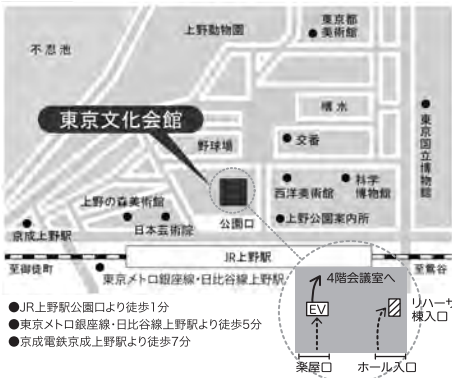 東京都
美術館
上野動物園
不忍池
噴水
東京文化会館
野球場
交番
東京国立博物館
西洋美術館
科学
博物館
上野の森美術館
日本芸術院
公園口
上野公園案内所
京成上野駅
JR上野駅
至御徒町
至鶯谷
東京メトロ銀座線・日比谷線上野駅
4階会議室へ
EV
リハーサ
棟入口
楽屋口
ホール入口
●JR上野駅公園口より徒歩1分
●東京メトロ銀座線・日比谷線上野駅より徒歩5分
●京成電鉄京成上野駅より徒歩7分